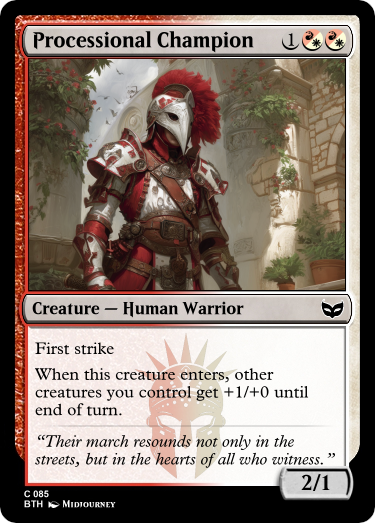 Processional Champion 1
Creature — Human Warrior
First strike
When this creature enters, other
creatures you control get +1/+0 until
end of turn.
“Their march resounds not only in the
streets, but in the hearts of all who witness.”
2/1
C 085
BTH Midjourney